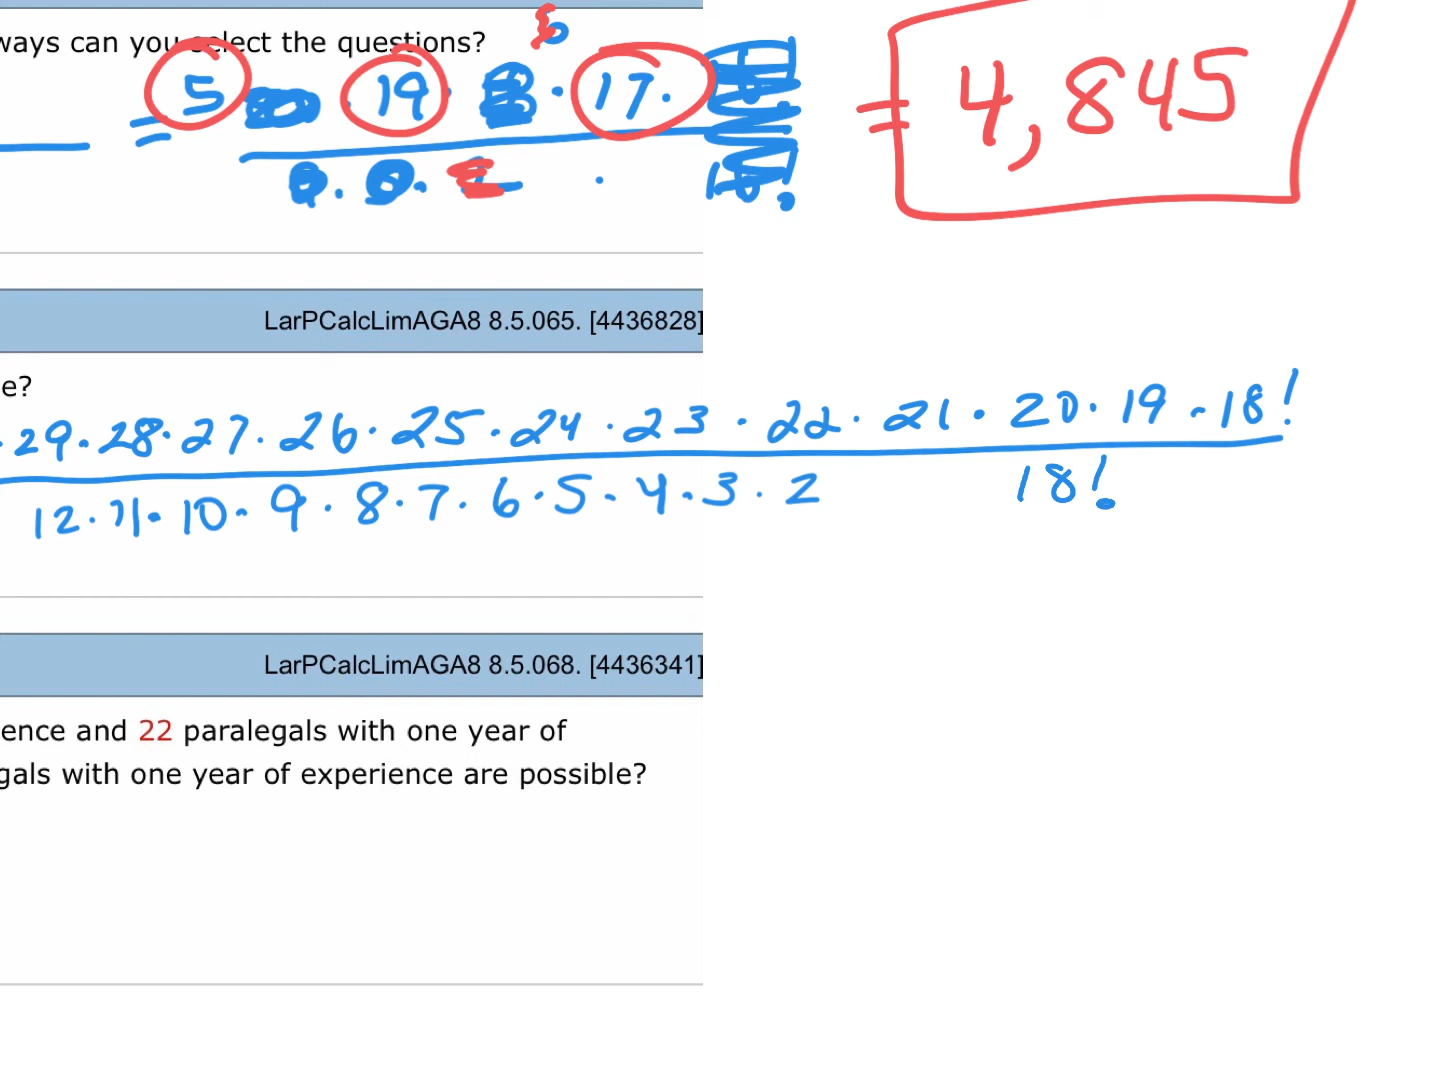 ways can you select the questions?
= 5 · 19 · 17 · = 4,845
LarPCalcLimAGA8 8.5.065. [4436828]
e?
· 29 · 28 · 27 · 26 · 25 · 24 · 23 · 22 · 21 · 20 · 19 · 18!
12 · 11 · 10 · 9 · 8 · 7 · 6 · 5 · 4 · 3 · 2 18!
LarPCalcLimAGA8 8.5.068. [4436341]
ence and 22 paralegals with one year of
gals with one year of experience are possible?